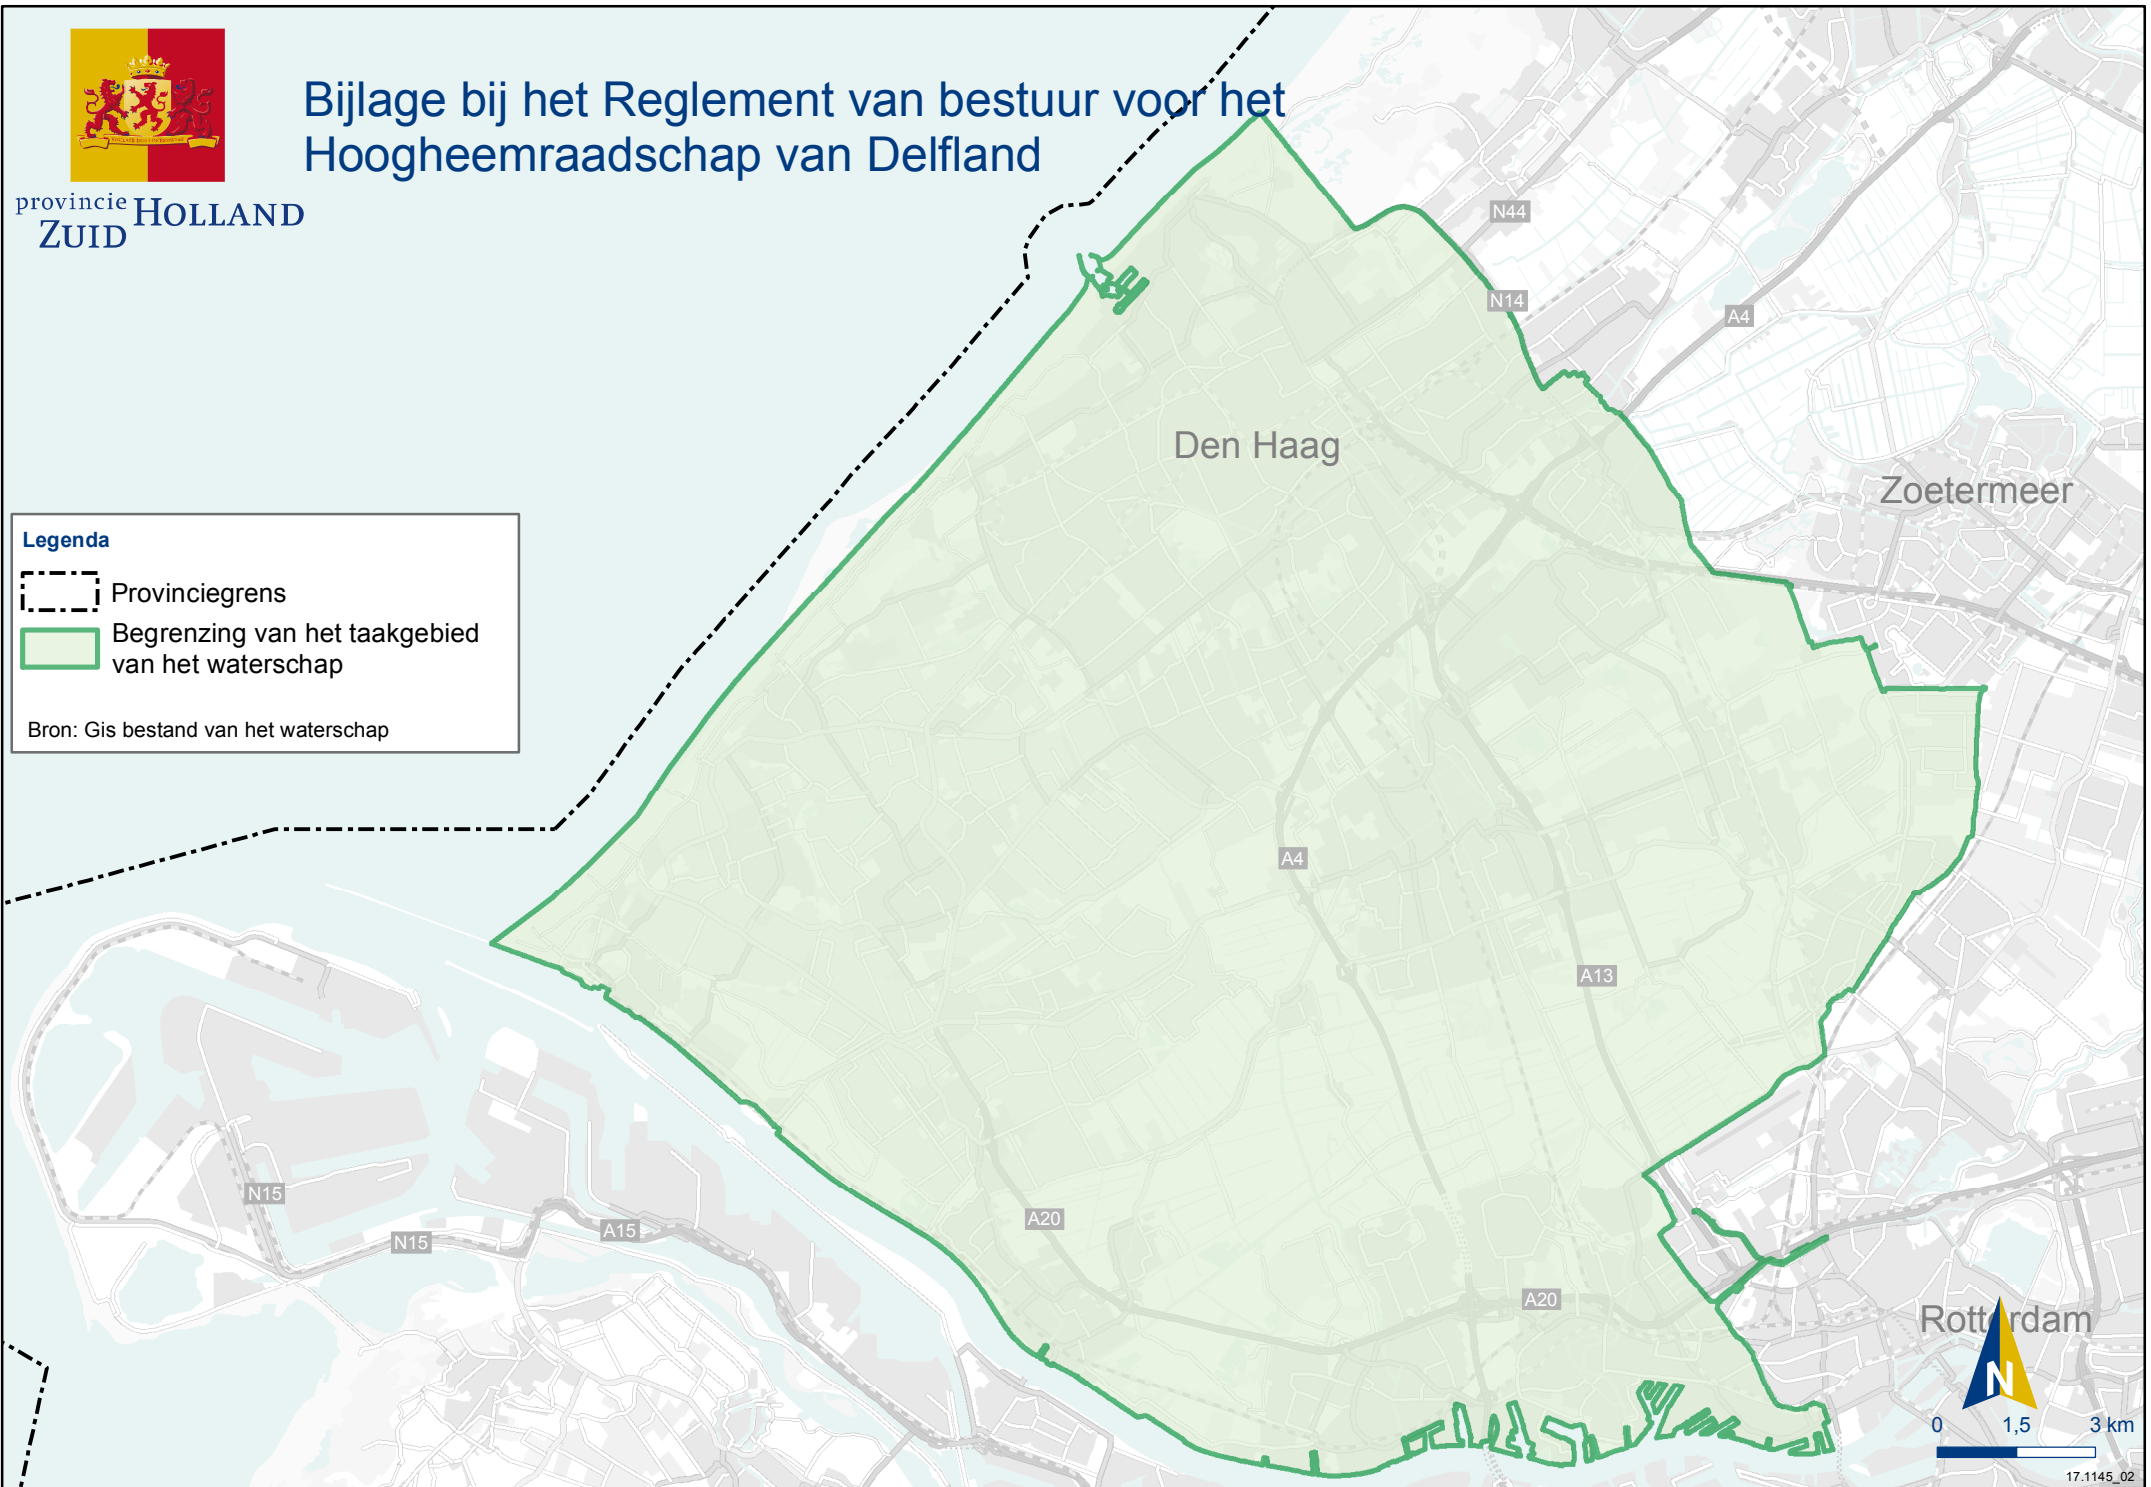 Bijlage bij het Reglement van bestuur voor het
Hoogheemraadschap van Delfland
provincie HOLLAND
ZUID
N44
N14
A4
Den Haag
Zoetermeer
Legenda
Provinciegrens
Begrenzing van het taakgebied
van het waterschap
Bron: Gis bestand van het waterschap
A4
A13
N15
N15
A15
A20
A20
Rotterdam
N
0 1,5 3 km
17.1145_02